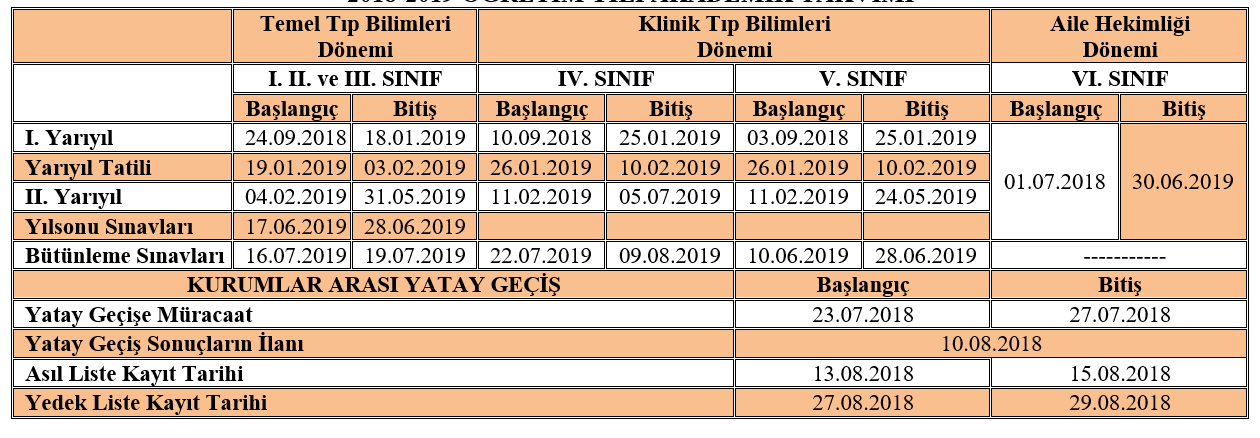 2018-2019 ÖĞRETİM YILI AKADEMİK TAKVİMİ
Temel Tıp Bilimleri Dönemi Klinik Tıp Bilimleri Dönemi Aile Hekimliği Dönemi
I. II. ve III. SINIF IV. SINIF V. SINIF VI. SINIF
Başlangıç Bitiş Başlangıç Bitiş Başlangıç Bitiş Başlangıç Bitiş
I. Yarıyıl 24.09.2018 18.01.2019 10.09.2018 25.01.2019 03.09.2018 25.01.2019 01.07.2018 30.06.2019
Yarıyıl Tatili 19.01.2019 03.02.2019 26.01.2019 10.02.2019 26.01.2019 10.02.2019
II. Yarıyıl 04.02.2019 31.05.2019 11.02.2019 05.07.2019 11.02.2019 24.05.2019
Yılsonu Sınavları 17.06.2019 28.06.2019
Bütünleme Sınavları 16.07.2019 19.07.2019 22.07.2019 09.08.2019 10.06.2019 28.06.2019 -----------
KURUMLAR ARASI YATAY GEÇİŞ Başlangıç Bitiş
Yatay Geçişe Müracaat 23.07.2018 27.07.2018
Yatay Geçiş Sonuçların İlanı 10.08.2018
Asıl Liste Kayıt Tarihi 13.08.2018 15.08.2018
Yedek Liste Kayıt Tarihi 27.08.2018 29.08.2018